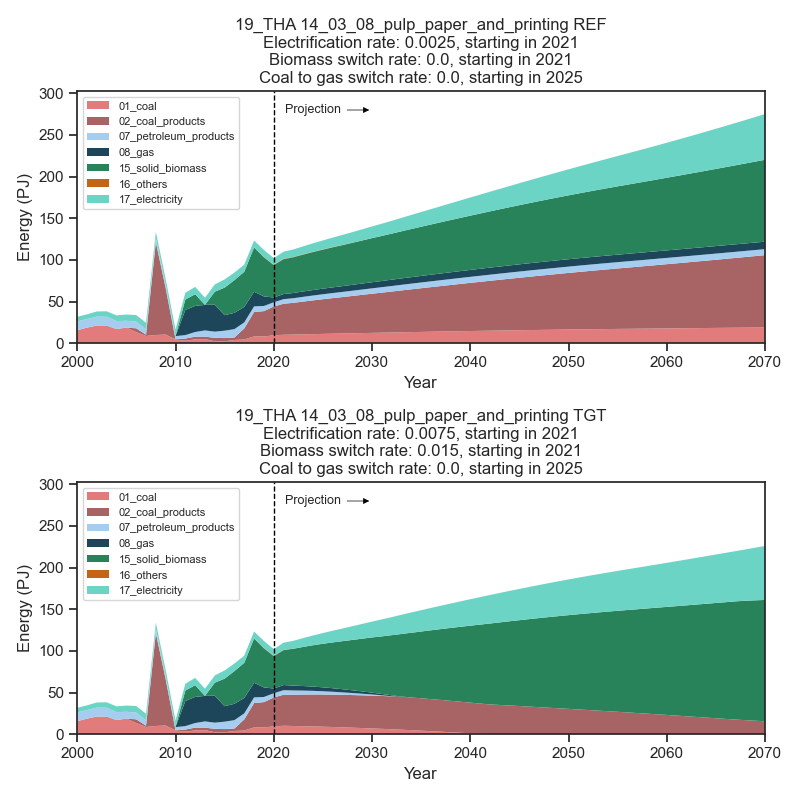 19_THA 14_03_08_pulp_paper_and_printing REF
Electrification rate: 0.0025, starting in 2021
Biomass switch rate: 0.0, starting in 2021
Coal to gas switch rate: 0.0, starting in 2025
300
250
200
150
100
50
0
Energy (PJ)
01_coal
02_coal_products
07_petroleum_products
08_gas
15_solid_biomass
16_others
17_electricity
Projection
2000 2010 2020 2030 2040 2050 2060 2070
Year
19_THA 14_03_08_pulp_paper_and_printing TGT
Electrification rate: 0.0075, starting in 2021
Biomass switch rate: 0.015, starting in 2021
Coal to gas switch rate: 0.0, starting in 2025
300
250
200
150
100
50
0
Energy (PJ)
01_coal
02_coal_products
07_petroleum_products
08_gas
15_solid_biomass
16_others
17_electricity
Projection
2000 2010 2020 2030 2040 2050 2060 2070
Year